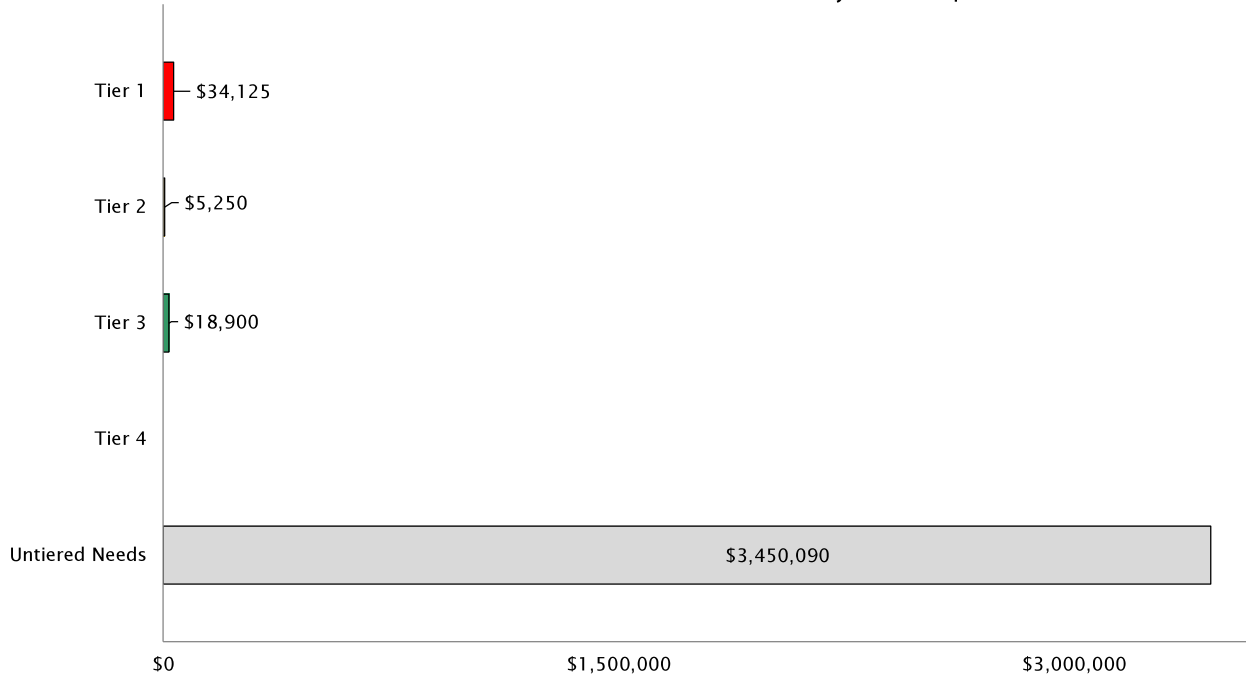 Tier 1 $34,125
Tier 2 $5,250
Tier 3 $18,900
Tier 4
Untiered Needs $3,450,090
$0 $1,500,000 $3,000,000